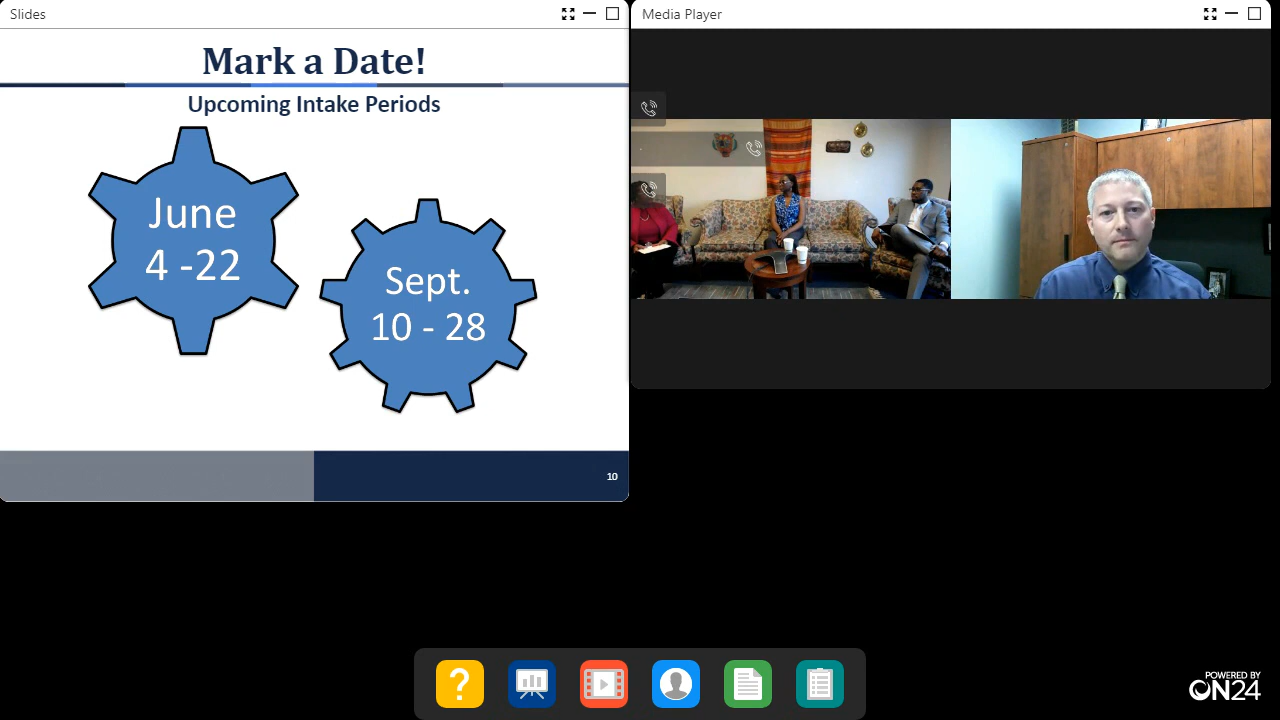 Slides
Media Player
Mark a Date!
Upcoming Intake Periods
June
4 -22
Sept.
10 - 28
10
?
POWERED BY
ON24